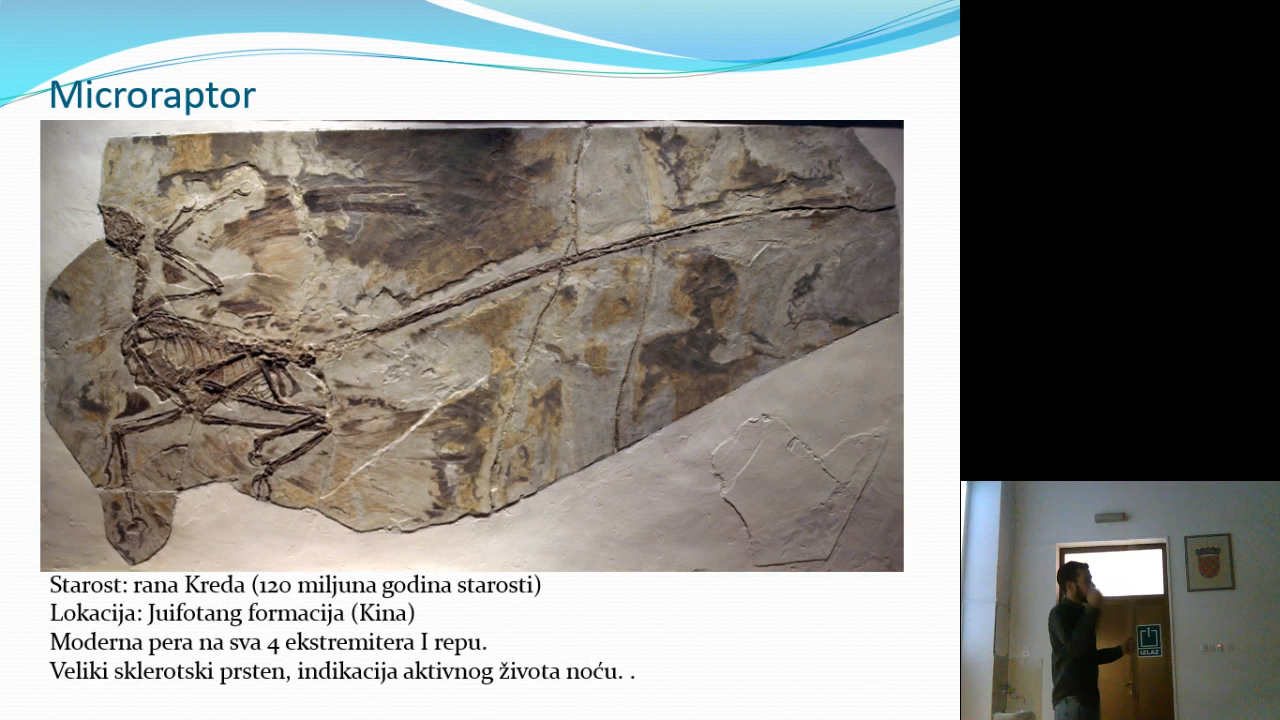 Microraptor
Starost: rana Kreda (120 miljuna godina starosti)
Lokacija: Juifotang formacija (Kina)
Moderna pera na sva 4 ekstremitera I repu.
Veliki sklerotski prsten, indikacija aktivnog života noću. .
IZLAZ